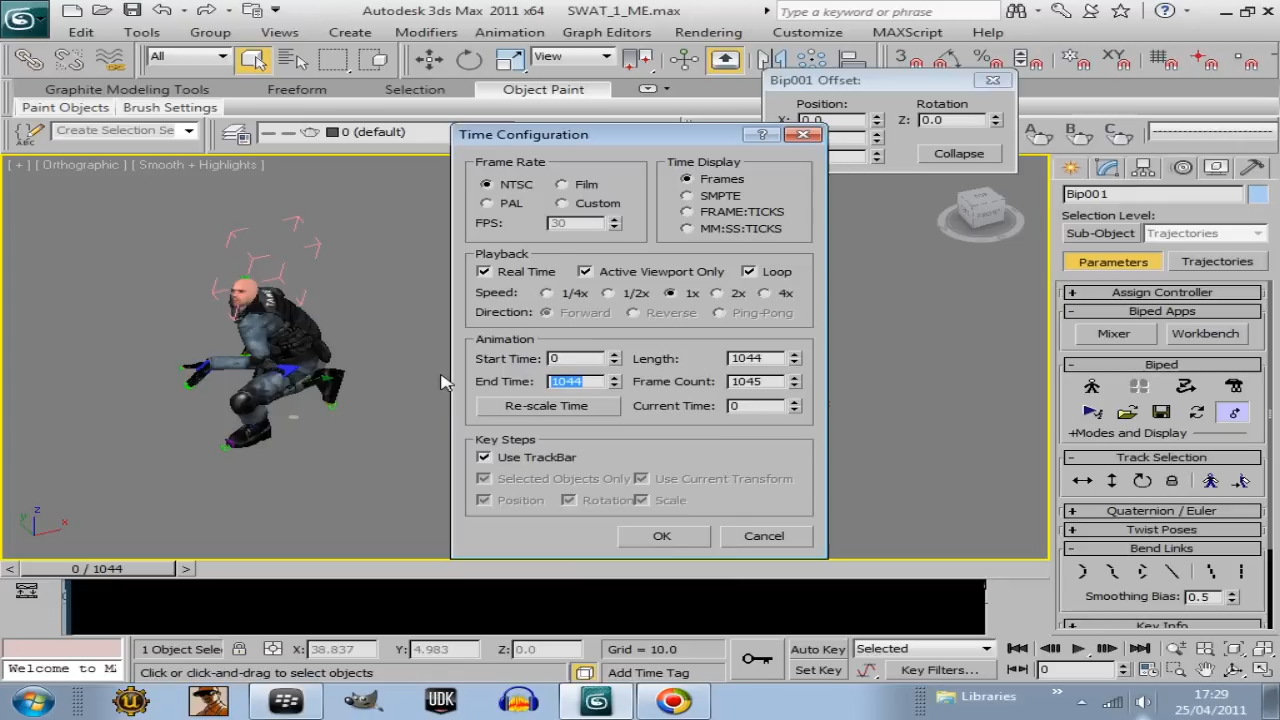 Autodesk 3ds Max 2011 x64 SWAT_1_ME.max
Type a keyword or phrase
Edit Tools Group Views Create Modifiers Animation Graph Editors Rendering Customize MAXScript Help
All View 3
Graphite Modeling Tools Freeform Selection Object Paint
Bip001 Offset:
Paint Objects Brush Settings
Position: Rotation
X: 0.0 Z: 0.0
ABC Create Selection Se 0 (default) A B C
Collapse
Time Configuration
[ + ] [ Orthographic ] [ Smooth + Highlights ]
Frame Rate
NTSC Film
PAL Custom
FPS: 30
Time Display
Frames
SMPTE
FRAME:TICKS
MM:SS:TICKS
Playback
Real Time Active Viewport Only Loop
Speed: 1/4x 1/2x 1x 2x 4x
Direction: Forward Reverse Ping-Pong
Animation
Start Time: 0 Length: 1044
End Time: 1044 Frame Count: 1045
Re-scale Time Current Time: 0
Key Steps
Use TrackBar
Selected Objects Only Use Current Transform
Position Rotation Scale
OK Cancel
FRONT
Bip001
Selection Level:
Sub-Object Trajectories
Parameters Trajectories
+ Assign Controller
- Biped Apps
Mixer Workbench
- Biped
+Modes and Display
- Track Selection
+ Quaternion / Euler
+ Twist Poses
- Bend Links
Smoothing Bias: 0.5
+ Key Info
z
y x
< 0 / 1044 >
1 Object Sele X: 38.837 Y: 4.983 Z: 0.0 Grid = 10.0 Auto Key Selected
Welcome to MA Click or click-and-drag to select objects Add Time Tag Set Key Key Filters... 0
UDK Libraries »
17:29
25/04/2011